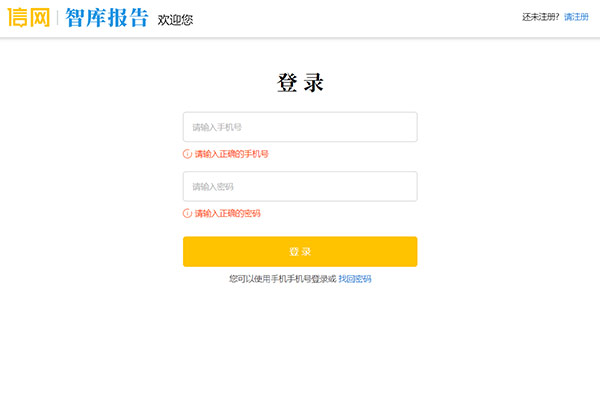 信网 智库报告 欢迎您 还未注册? 请注册
登 录
请输入手机号
请输入正确的手机号
请输入密码
请输入正确的密码
登 录
您可以使用手机手机号登录或 找回密码